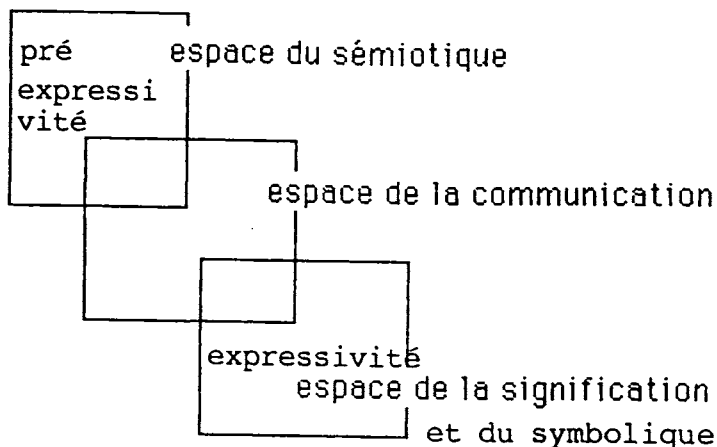 pré espace du sémiotique
expressi
vité
espace de la communication
expressivité
espace de la signification
et du symbolique